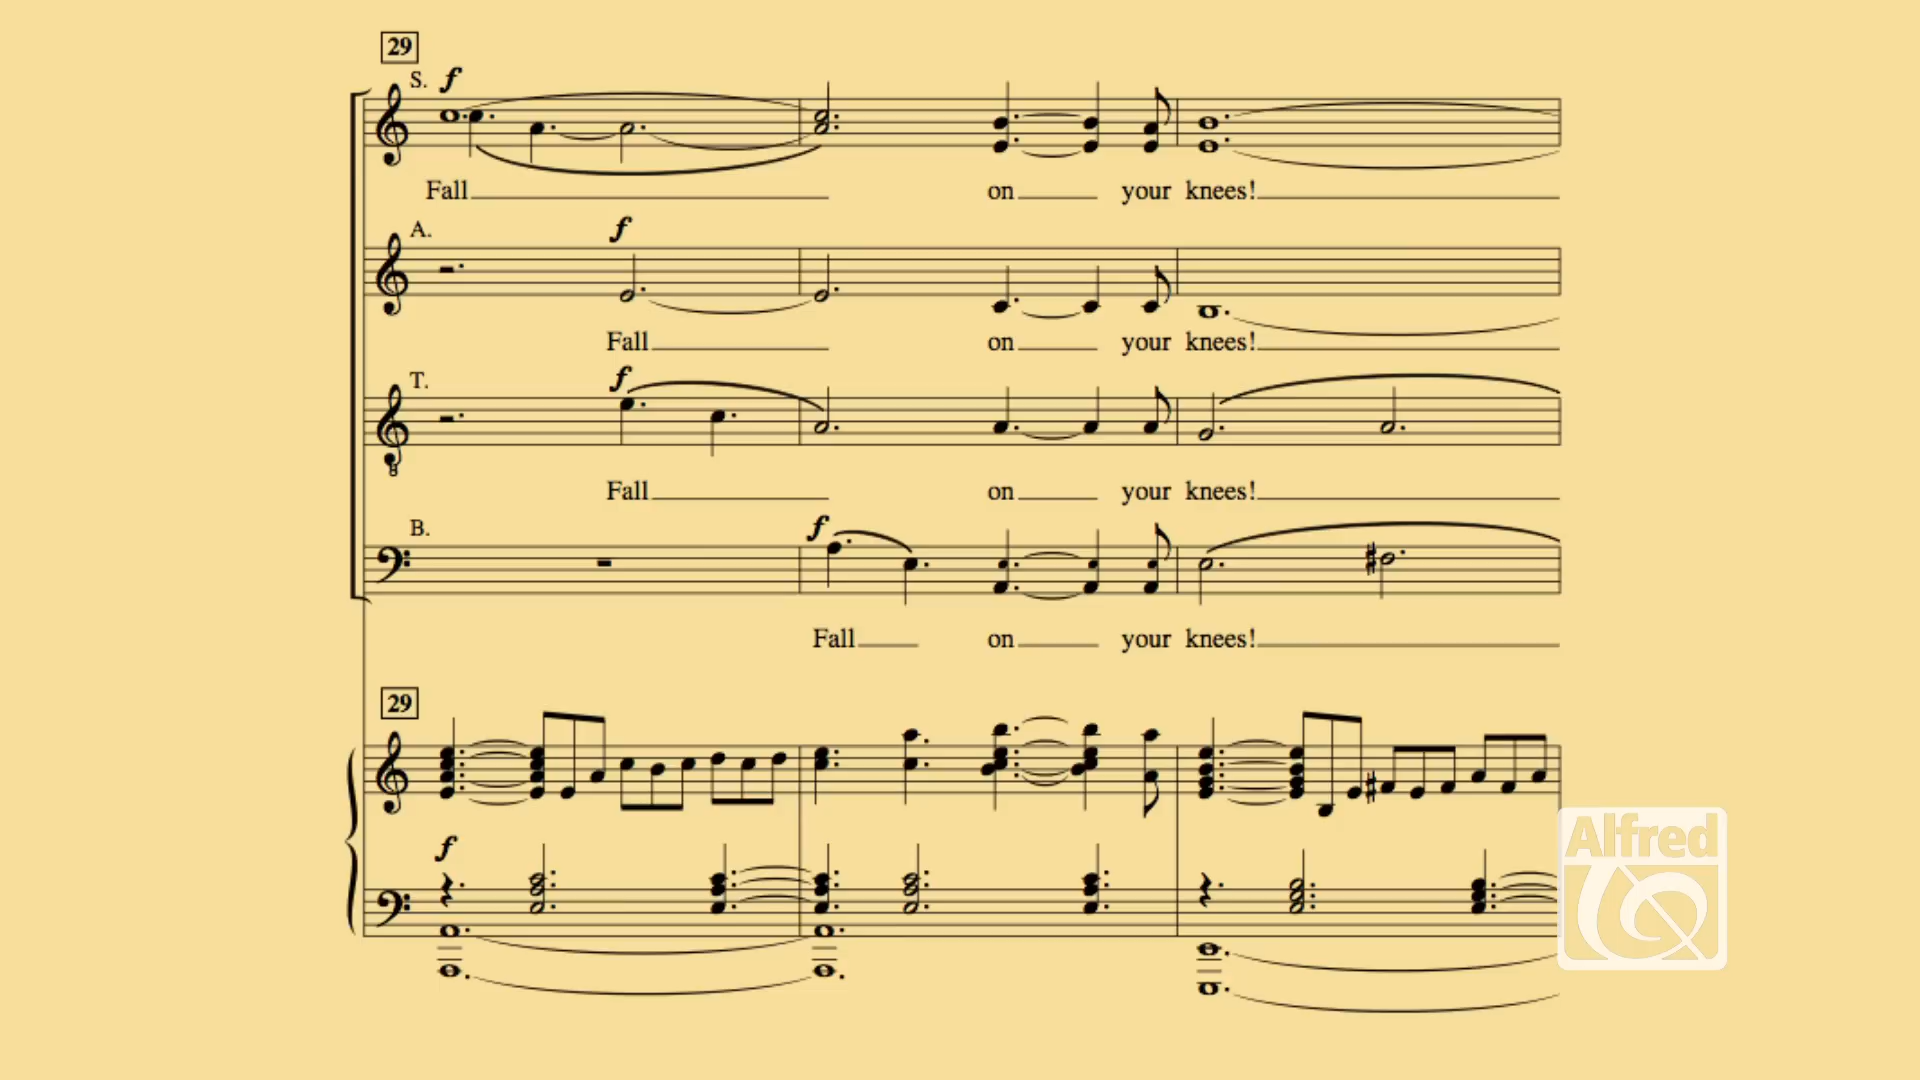 29
S. f
Fall on your knees!
A. f
Fall on your knees!
T. f
Fall on your knees!
B. f
Fall on your knees!
29
f
Alfred